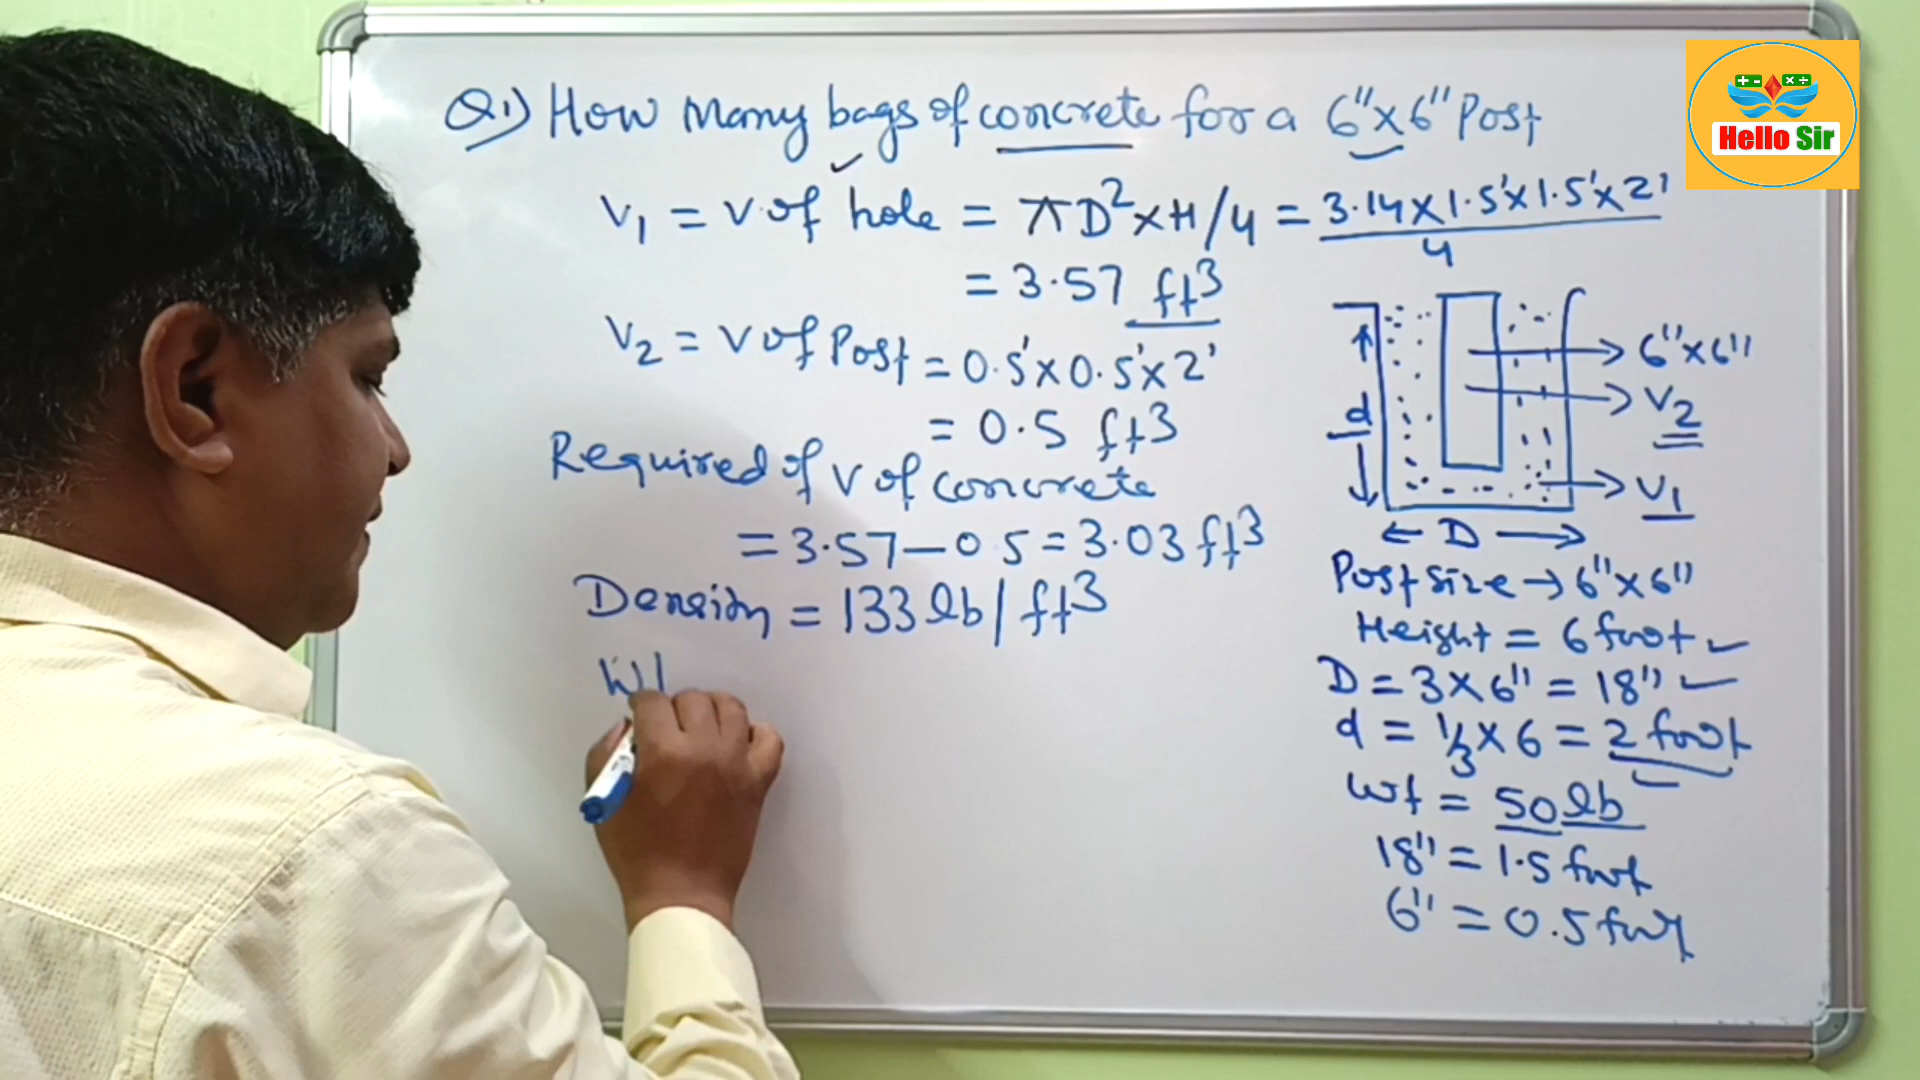 Q1) How Many bags of concrete for a 6"x6" Post
V1 = V of hole = πD²xH/4 = 3.14x1.5'x1.5'x2'
4
= 3.57 ft3
V2 = V of Post = 0.5'x0.5'x2'
= 0.5 ft3
Required of V of concrete
= 3.57-0.5 = 3.03 ft3
Density = 133 lb/ft3
6"x6"
V2
d
V1
D
Post Size → 6"x6"
Height = 6 foot
D = 3x6" = 18"
d = 1/3 x 6 = 2 foot
Wt = 50 lb
18" = 1.5 foot
6" = 0.5 foot
+ -
× ÷
Hello Sir